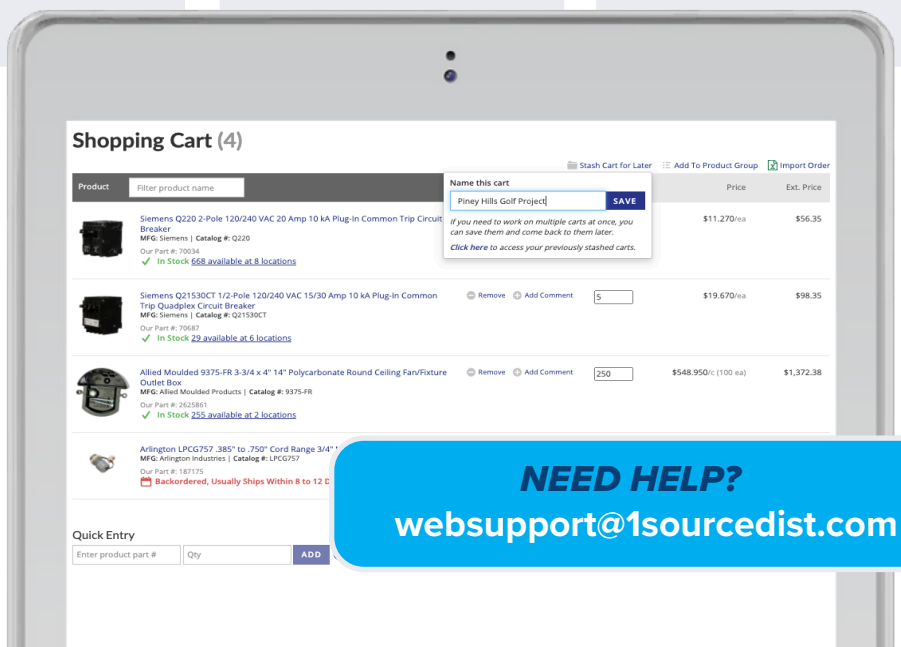 Shopping Cart (4)
Stash Cart for Later Add To Product Group Import Order
Product Filter product name Price Ext. Price
Name this cart
Piney Hills Golf Project SAVE
If you need to work on multiple carts at once, you
can save them and come back to them later.
Click here to access your previously stashed carts.
Siemens Q220 2-Pole 120/240 VAC 20 Amp 10 kA Plug-In Common Trip Circuit
Breaker
MFG: Siemens | Catalog #: Q220
Our Part #: 70034
In Stock 668 available at 8 locations
$11.270/ea $56.35
Siemens Q21530CT 1/2-Pole 120/240 VAC 15/30 Amp 10 kA Plug-In Common
Trip Quadplex Circuit Breaker
MFG: Siemens | Catalog #: Q21530CT
Our Part #: 70687
In Stock 29 available at 6 locations
Remove Add Comment 5 $19.670/ea $98.35
Allied Moulded 9375-FR 3-3/4 x 4" 14" Polycarbonate Round Ceiling Fan/Fixture
Outlet Box
MFG: Allied Moulded Products | Catalog #: 9375-FR
Our Part #: 2625861
In Stock 255 available at 2 locations
Remove Add Comment 250 $548.950/c (100 ea) $1,372.38
Arlington LPCG757 .385" to .750" Cord Range 3/4"
MFG: Arlington Industries | Catalog #: LPCG757
Our Part #: 187175
Backordered, Usually Ships Within 8 to 12
Quick Entry
Enter product part # Qty ADD
NEED HELP?
websupport@1sourcedist.com